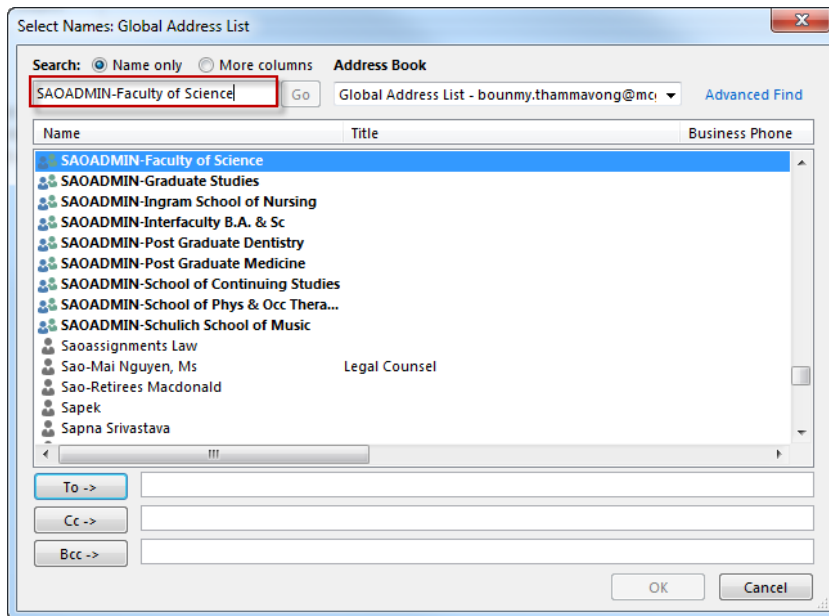 Select Names: Global Address List
Search: Name only More columns Address Book
SAOADMIN-Faculty of Science Go Global Address List - bounmy.thammavong@mc Advanced Find
Name Title Business Phone
SAOADMIN-Faculty of Science
SAOADMIN-Graduate Studies
SAOADMIN-Ingram School of Nursing
SAOADMIN-Interfaculty B.A. & Sc
SAOADMIN-Post Graduate Dentistry
SAOADMIN-Post Graduate Medicine
SAOADMIN-School of Continuing Studies
SAOADMIN-School of Phys & Occ Thera...
SAOADMIN-Schulich School of Music
Saoassignments Law
Sao-Mai Nguyen, Ms Legal Counsel
Sao-Retirees Macdonald
Sapek
Sapna Srivastava
To ->
Cc ->
Bcc ->
OK Cancel